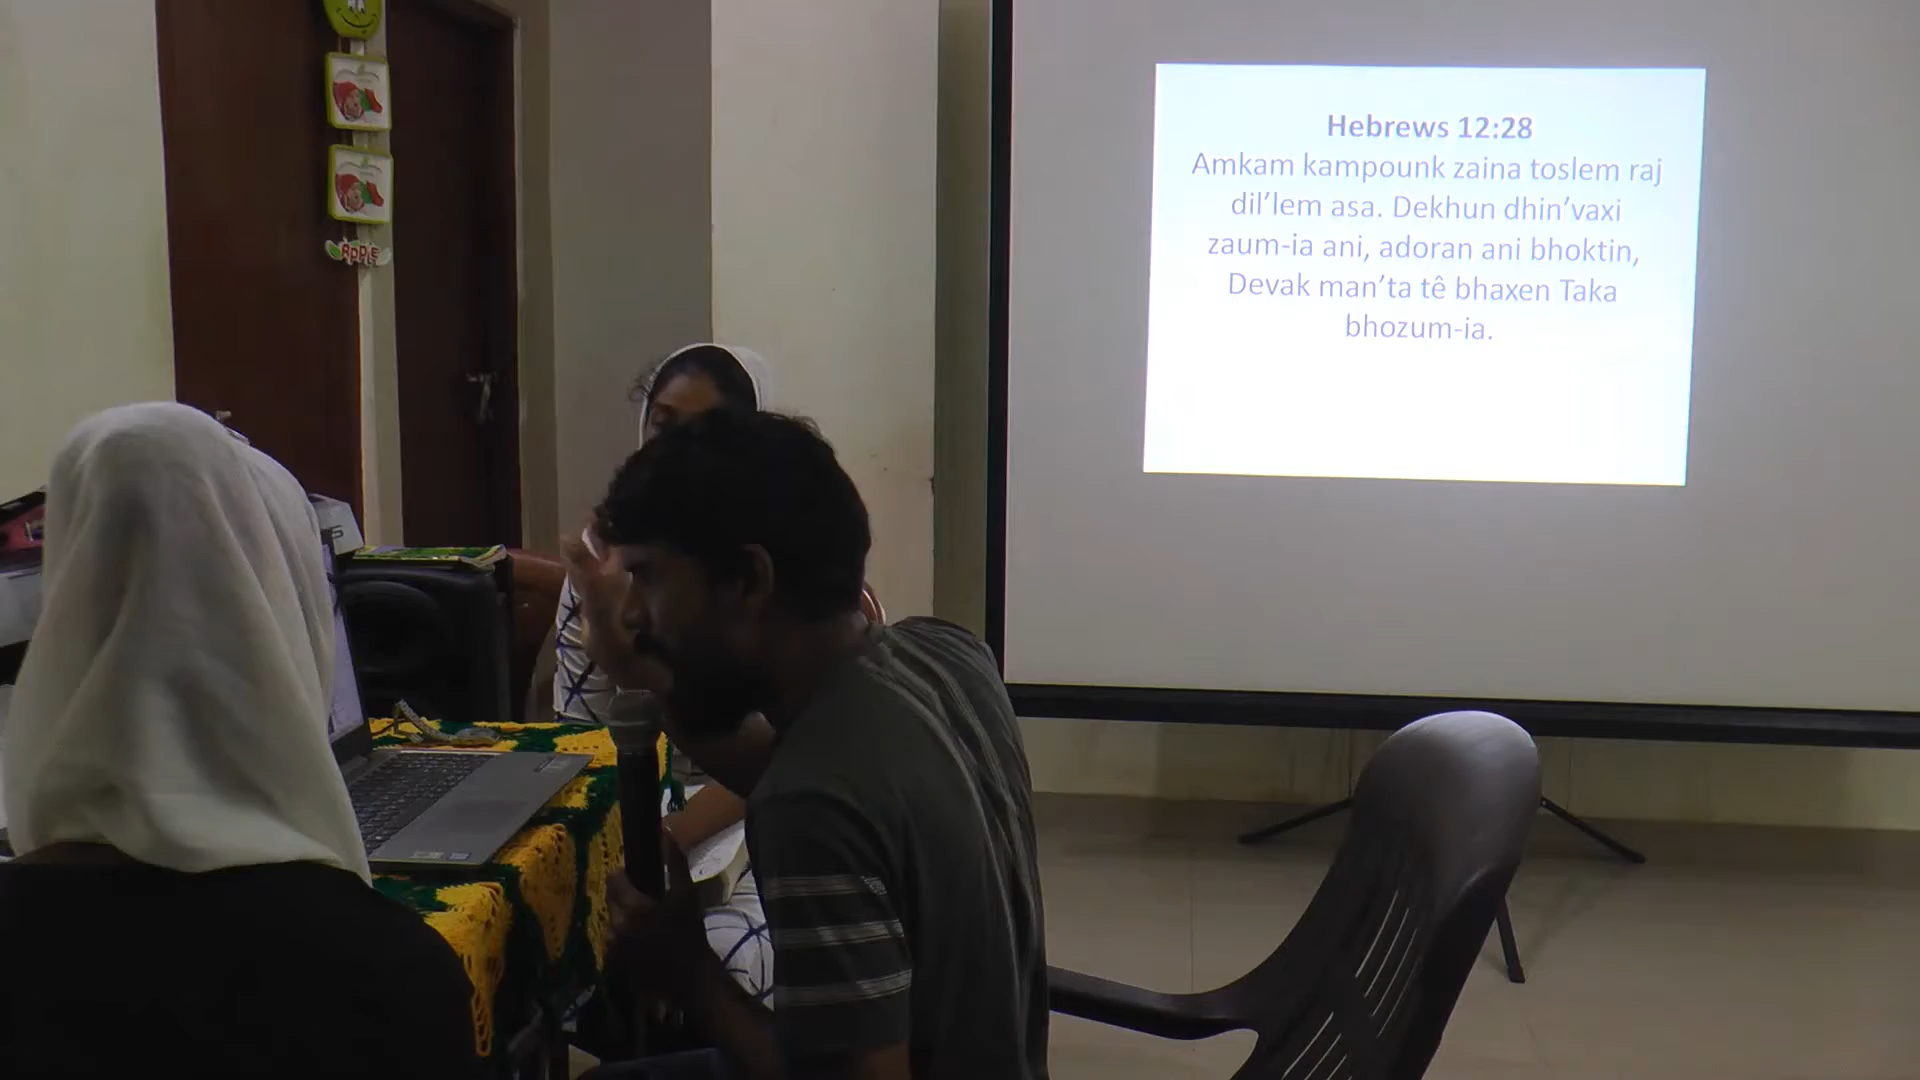 APPLE
Hebrews 12:28
Amkam kampounk zaina toslem raj
dil’lem asa. Dekhun dhin’vaxi
zaum-ia ani, adoran ani bhoktin,
Devak man’ta tê bhaxen Taka
bhozum-ia.